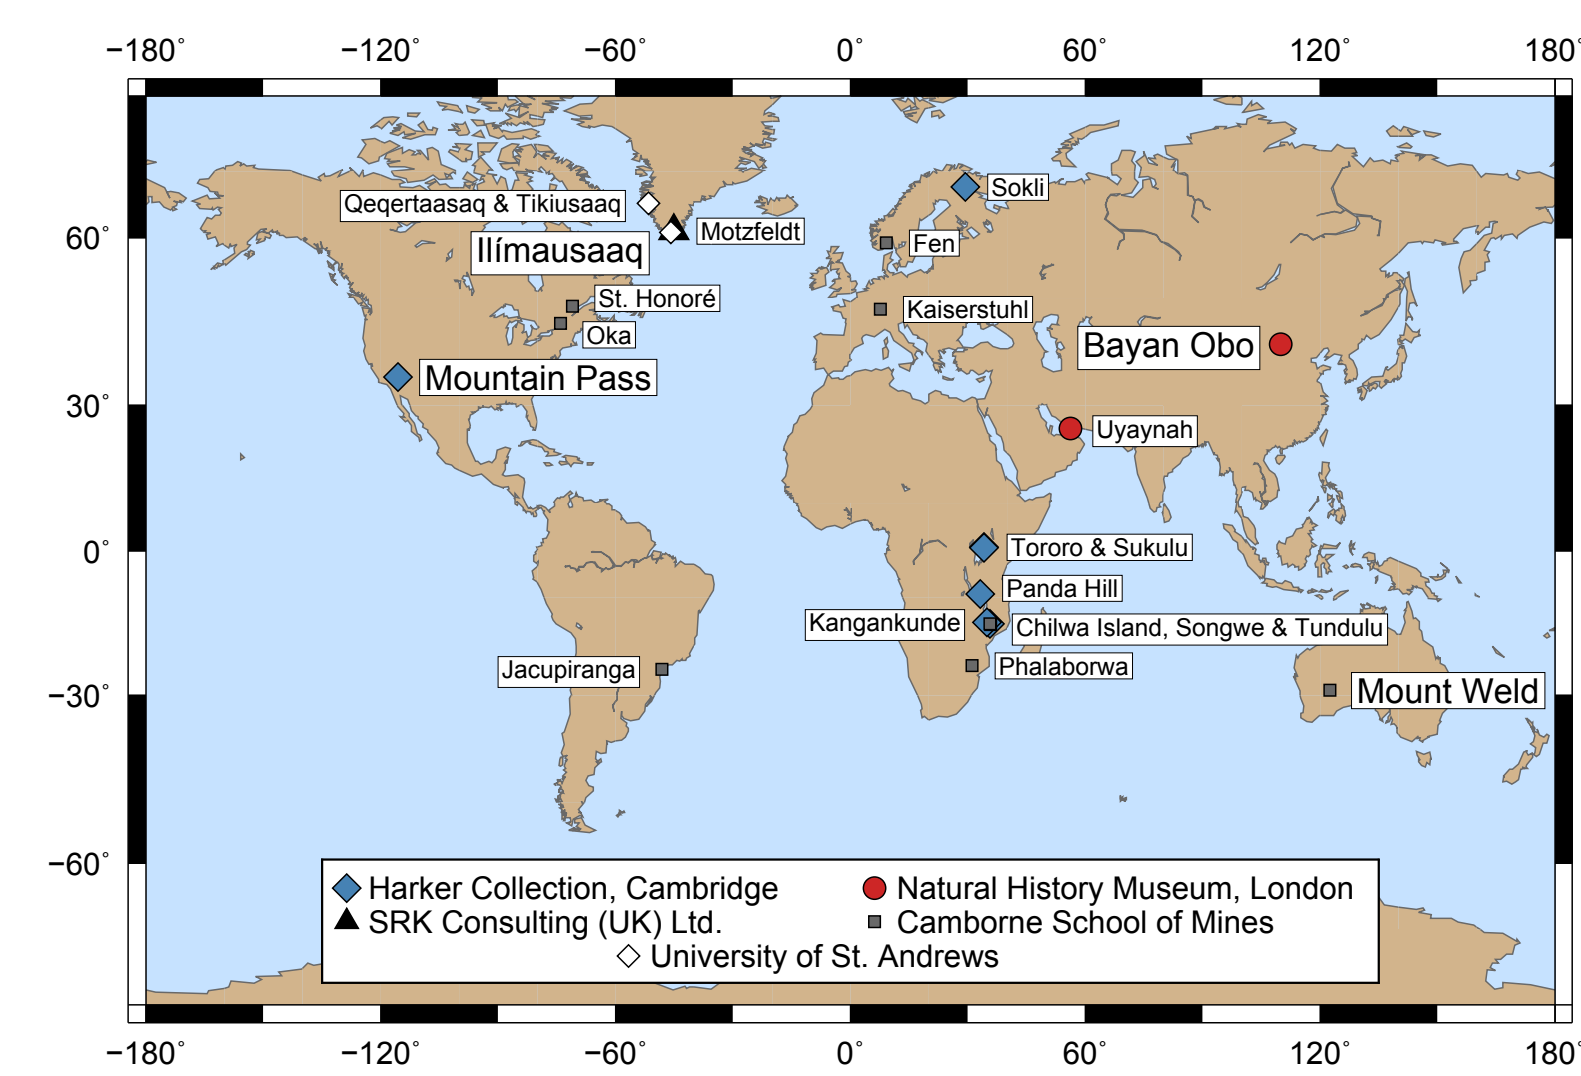 −180° −120° −60° 0° 60° 120° 180°
Sokli
Qeqertaasaq & Tikiusaaq
Motzfeldt
60°
Fen
Ilímausaaq
St. Honoré
Kaiserstuhl
Oka
Bayan Obo
Mountain Pass
30°
Uyaynah
0°
Tororo & Sukulu
Panda Hill
Kangankunde
Chilwa Island, Songwe & Tundulu
Phalaborwa
Jacupiranga
−30°
Mount Weld
−60°
Harker Collection, Cambridge
Natural History Museum, London
SRK Consulting (UK) Ltd.
Camborne School of Mines
University of St. Andrews
−180° −120° −60° 0° 60° 120° 180°